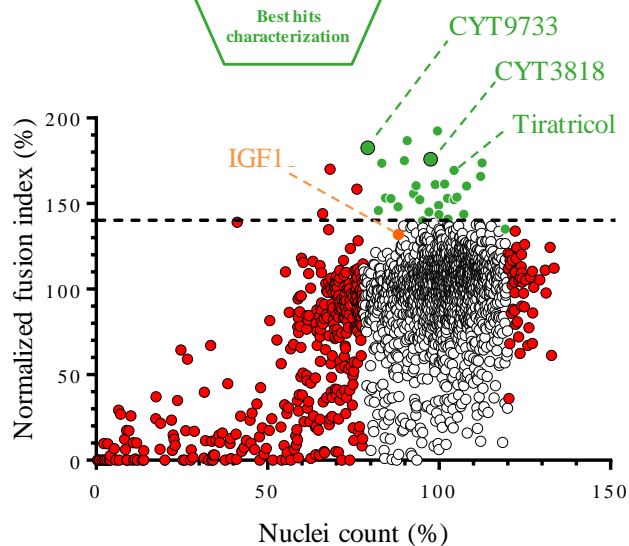 Best hits
characterization
CYT9733
CYT3818
Tiratricol
IGF1
Normalized fusion index (%)
200
150
100
50
0
0 50 100 150
Nuclei count (%)